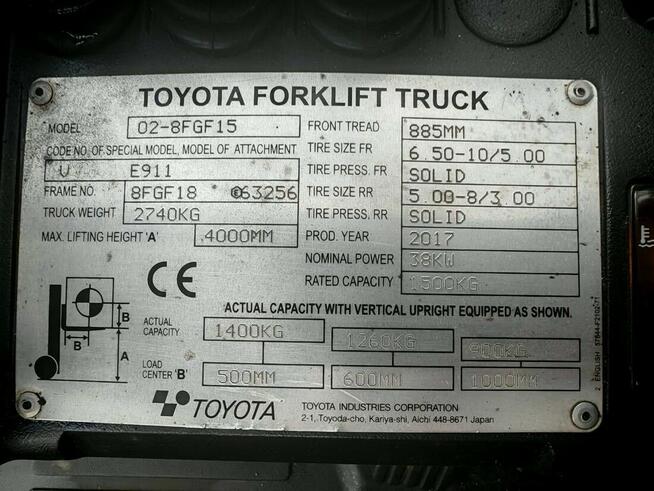 TOYOTA FORKLIFT TRUCK
MODEL 02-8FGF15
CODE NO. OF SPECIAL MODEL, MODEL OF ATTACHMENT
U E911
FRAME NO. 8FGF18 63256
TRUCK WEIGHT 2740KG
MAX. LIFTING HEIGHT 'A' 4000MM
FRONT TREAD 885MM
TIRE SIZE FR 6.50-10/5.00
TIRE PRESS. FR SOLID
TIRE SIZE RR 5.00-8/3.00
TIRE PRESS. RR SOLID
PROD. YEAR 2017
NOMINAL POWER 38KW
RATED CAPACITY 1500KG
CE
ACTUAL CAPACITY WITH VERTICAL UPRIGHT EQUIPPED AS SHOWN.
B
B
A
ACTUAL CAPACITY 1400KG 1260KG 900KG
LOAD CENTER 'B' 500MM 600MM 1000MM
TOYOTA
TOYOTA INDUSTRIES CORPORATION
2-1, Toyoda-cho, Kariya-shi, Aichi 448-8671 Japan